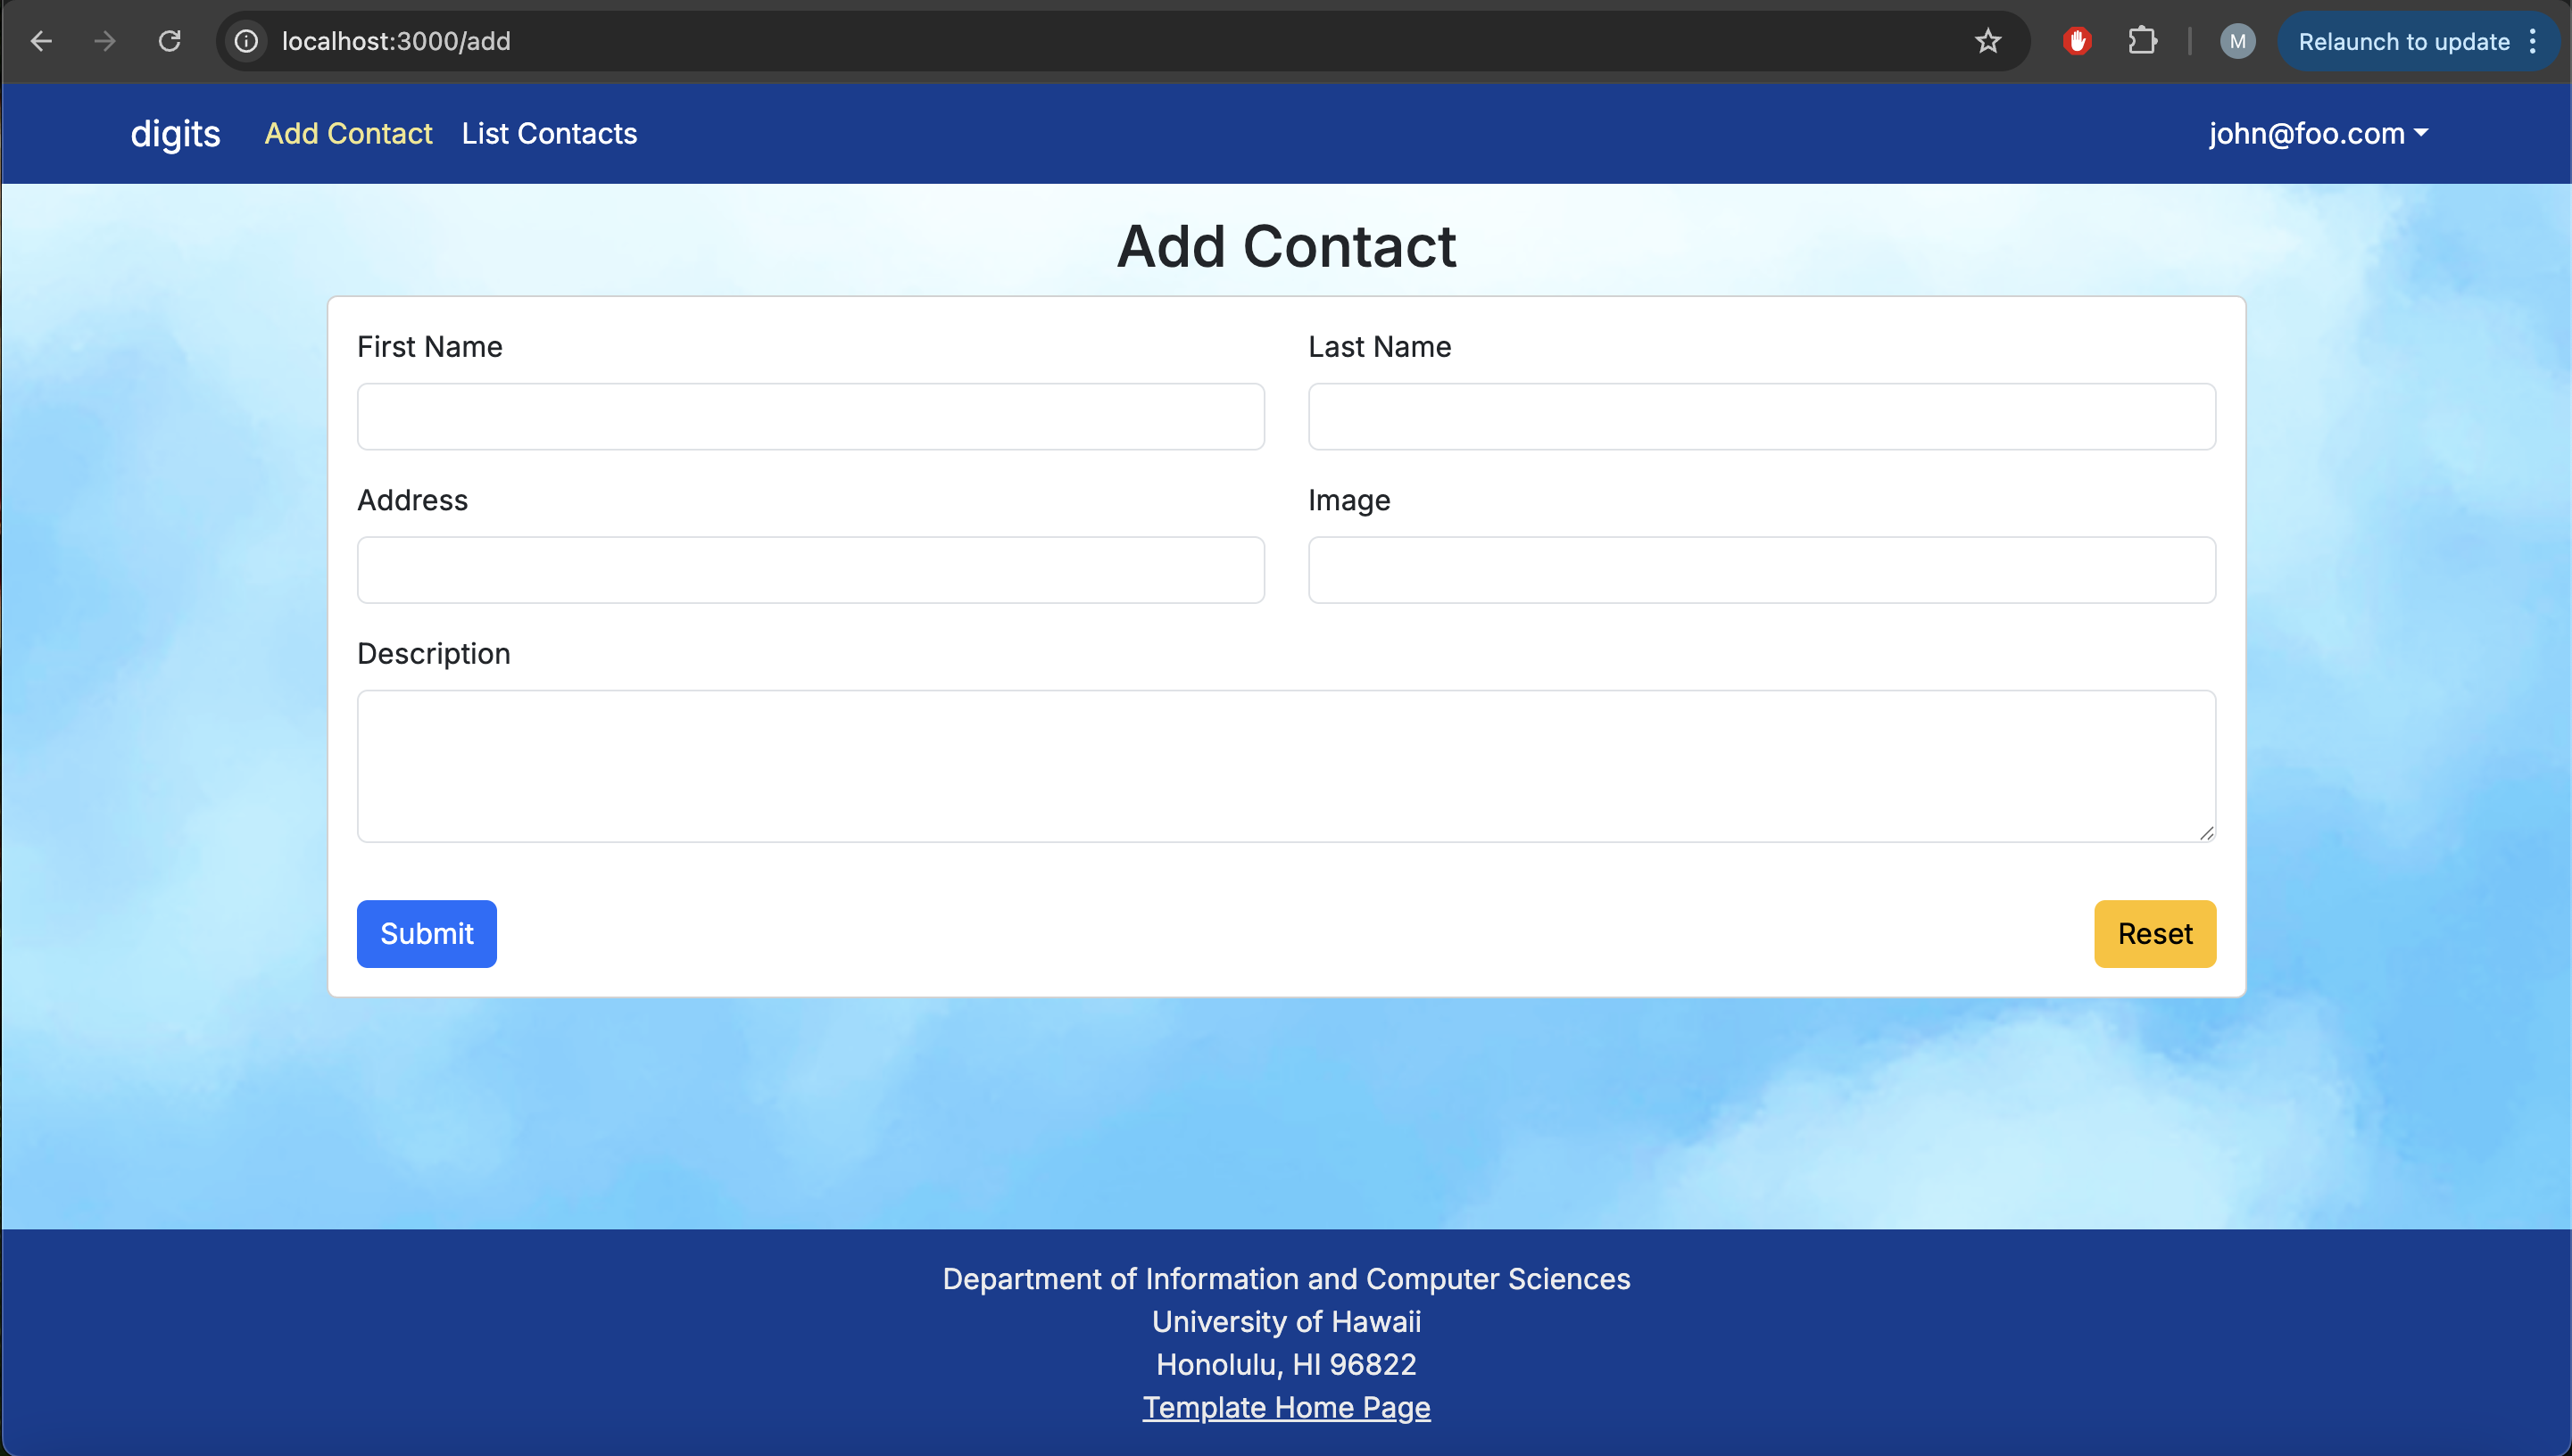 localhost:3000/add
M
Relaunch to update
digits
Add Contact
List Contacts
john@foo.com
Add Contact
First Name
Last Name
Address
Image
Description
Submit
Reset
Department of Information and Computer Sciences
University of Hawaii
Honolulu, HI 96822
Template Home Page